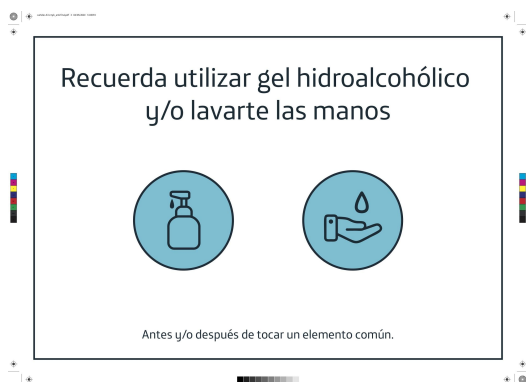 Recuerda utilizar gel hidroalcohólico
y/o lavarte las manos
Antes y/o después de tocar un elemento común.